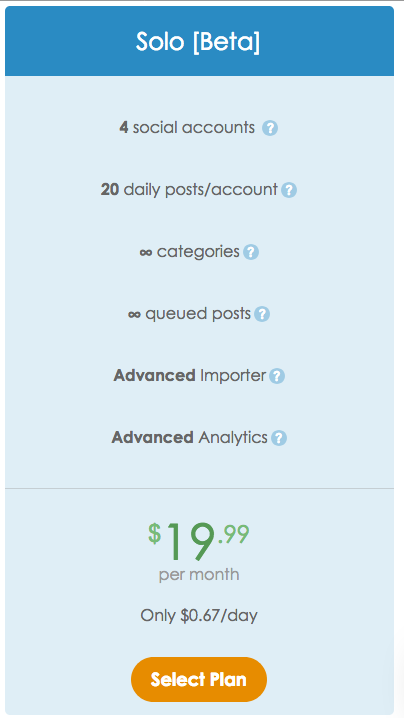 Solo [Beta]
4 social accounts ?
20 daily posts/account ?
∞ categories ?
∞ queued posts ?
Advanced Importer ?
Advanced Analytics ?
$19.99
per month
Only $0.67/day
Select Plan